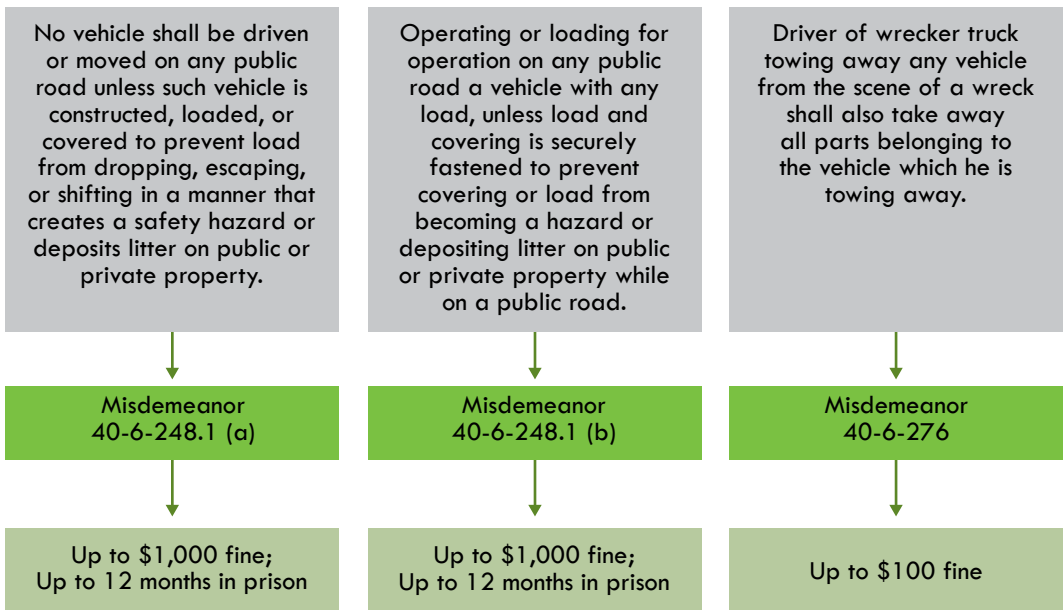 No vehicle shall be driven
or moved on any public
road unless such vehicle is
constructed, loaded, or
covered to prevent load
from dropping, escaping,
or shifting in a manner that
creates a safety hazard or
deposits litter on public or
private property.
Misdemeanor
40-6-248.1 (a)
Up to $1,000 fine;
Up to 12 months in prison
Operating or loading for
operation on any public
road a vehicle with any
load, unless load and
covering is securely
fastened to prevent
covering or load from
becoming a hazard or
depositing litter on public
or private property while
on a public road.
Misdemeanor
40-6-248.1 (b)
Up to $1,000 fine;
Up to 12 months in prison
Driver of wrecker truck
towing away any vehicle
from the scene of a wreck
shall also take away
all parts belonging to
the vehicle which he is
towing away.
Misdemeanor
40-6-276
Up to $100 fine